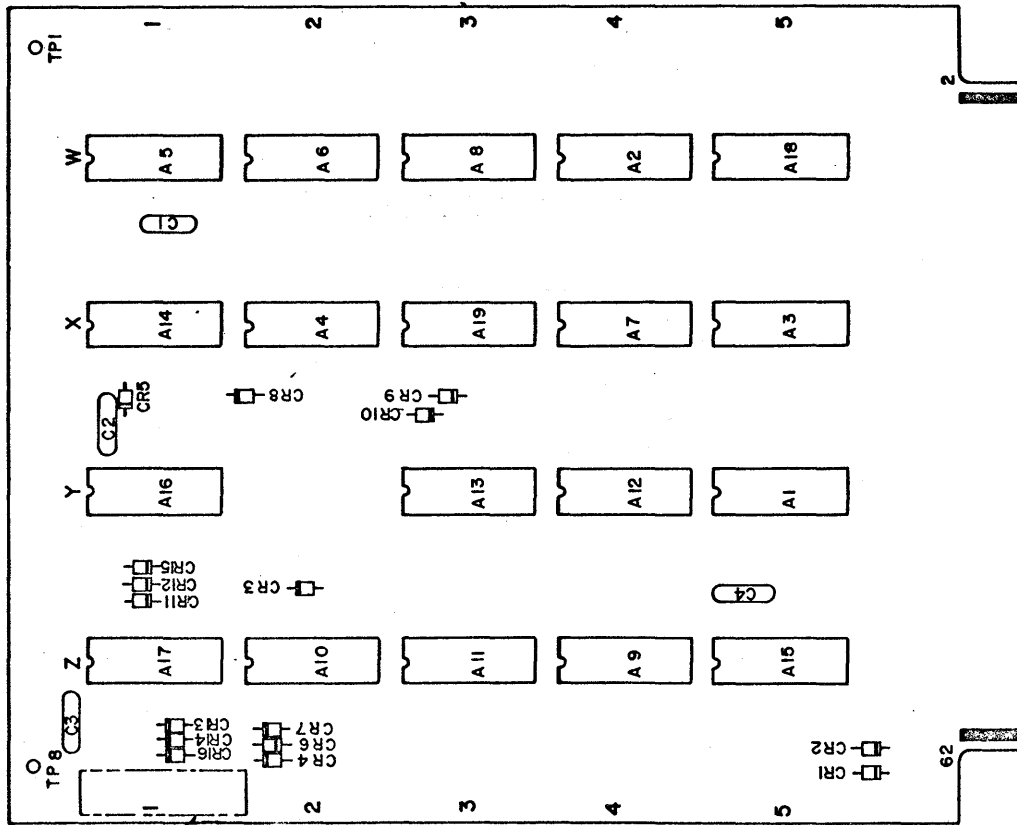 1 2 3 4 5
TP1
2
W A5 A6 A8 A2 A18
C1
X A14 A4 A19 A7 A3
C2 CR5 CR8 CR9
CR10
Y A16 A13 A12 A1
CR15
CR12 CR3 C4
CR11
Z A17 A10 A11 A9 A15
C3
CR13 CR7
CR14 CR6 CR2
CR16 CR4 CR1
TP8
62
1 2 3 4 5